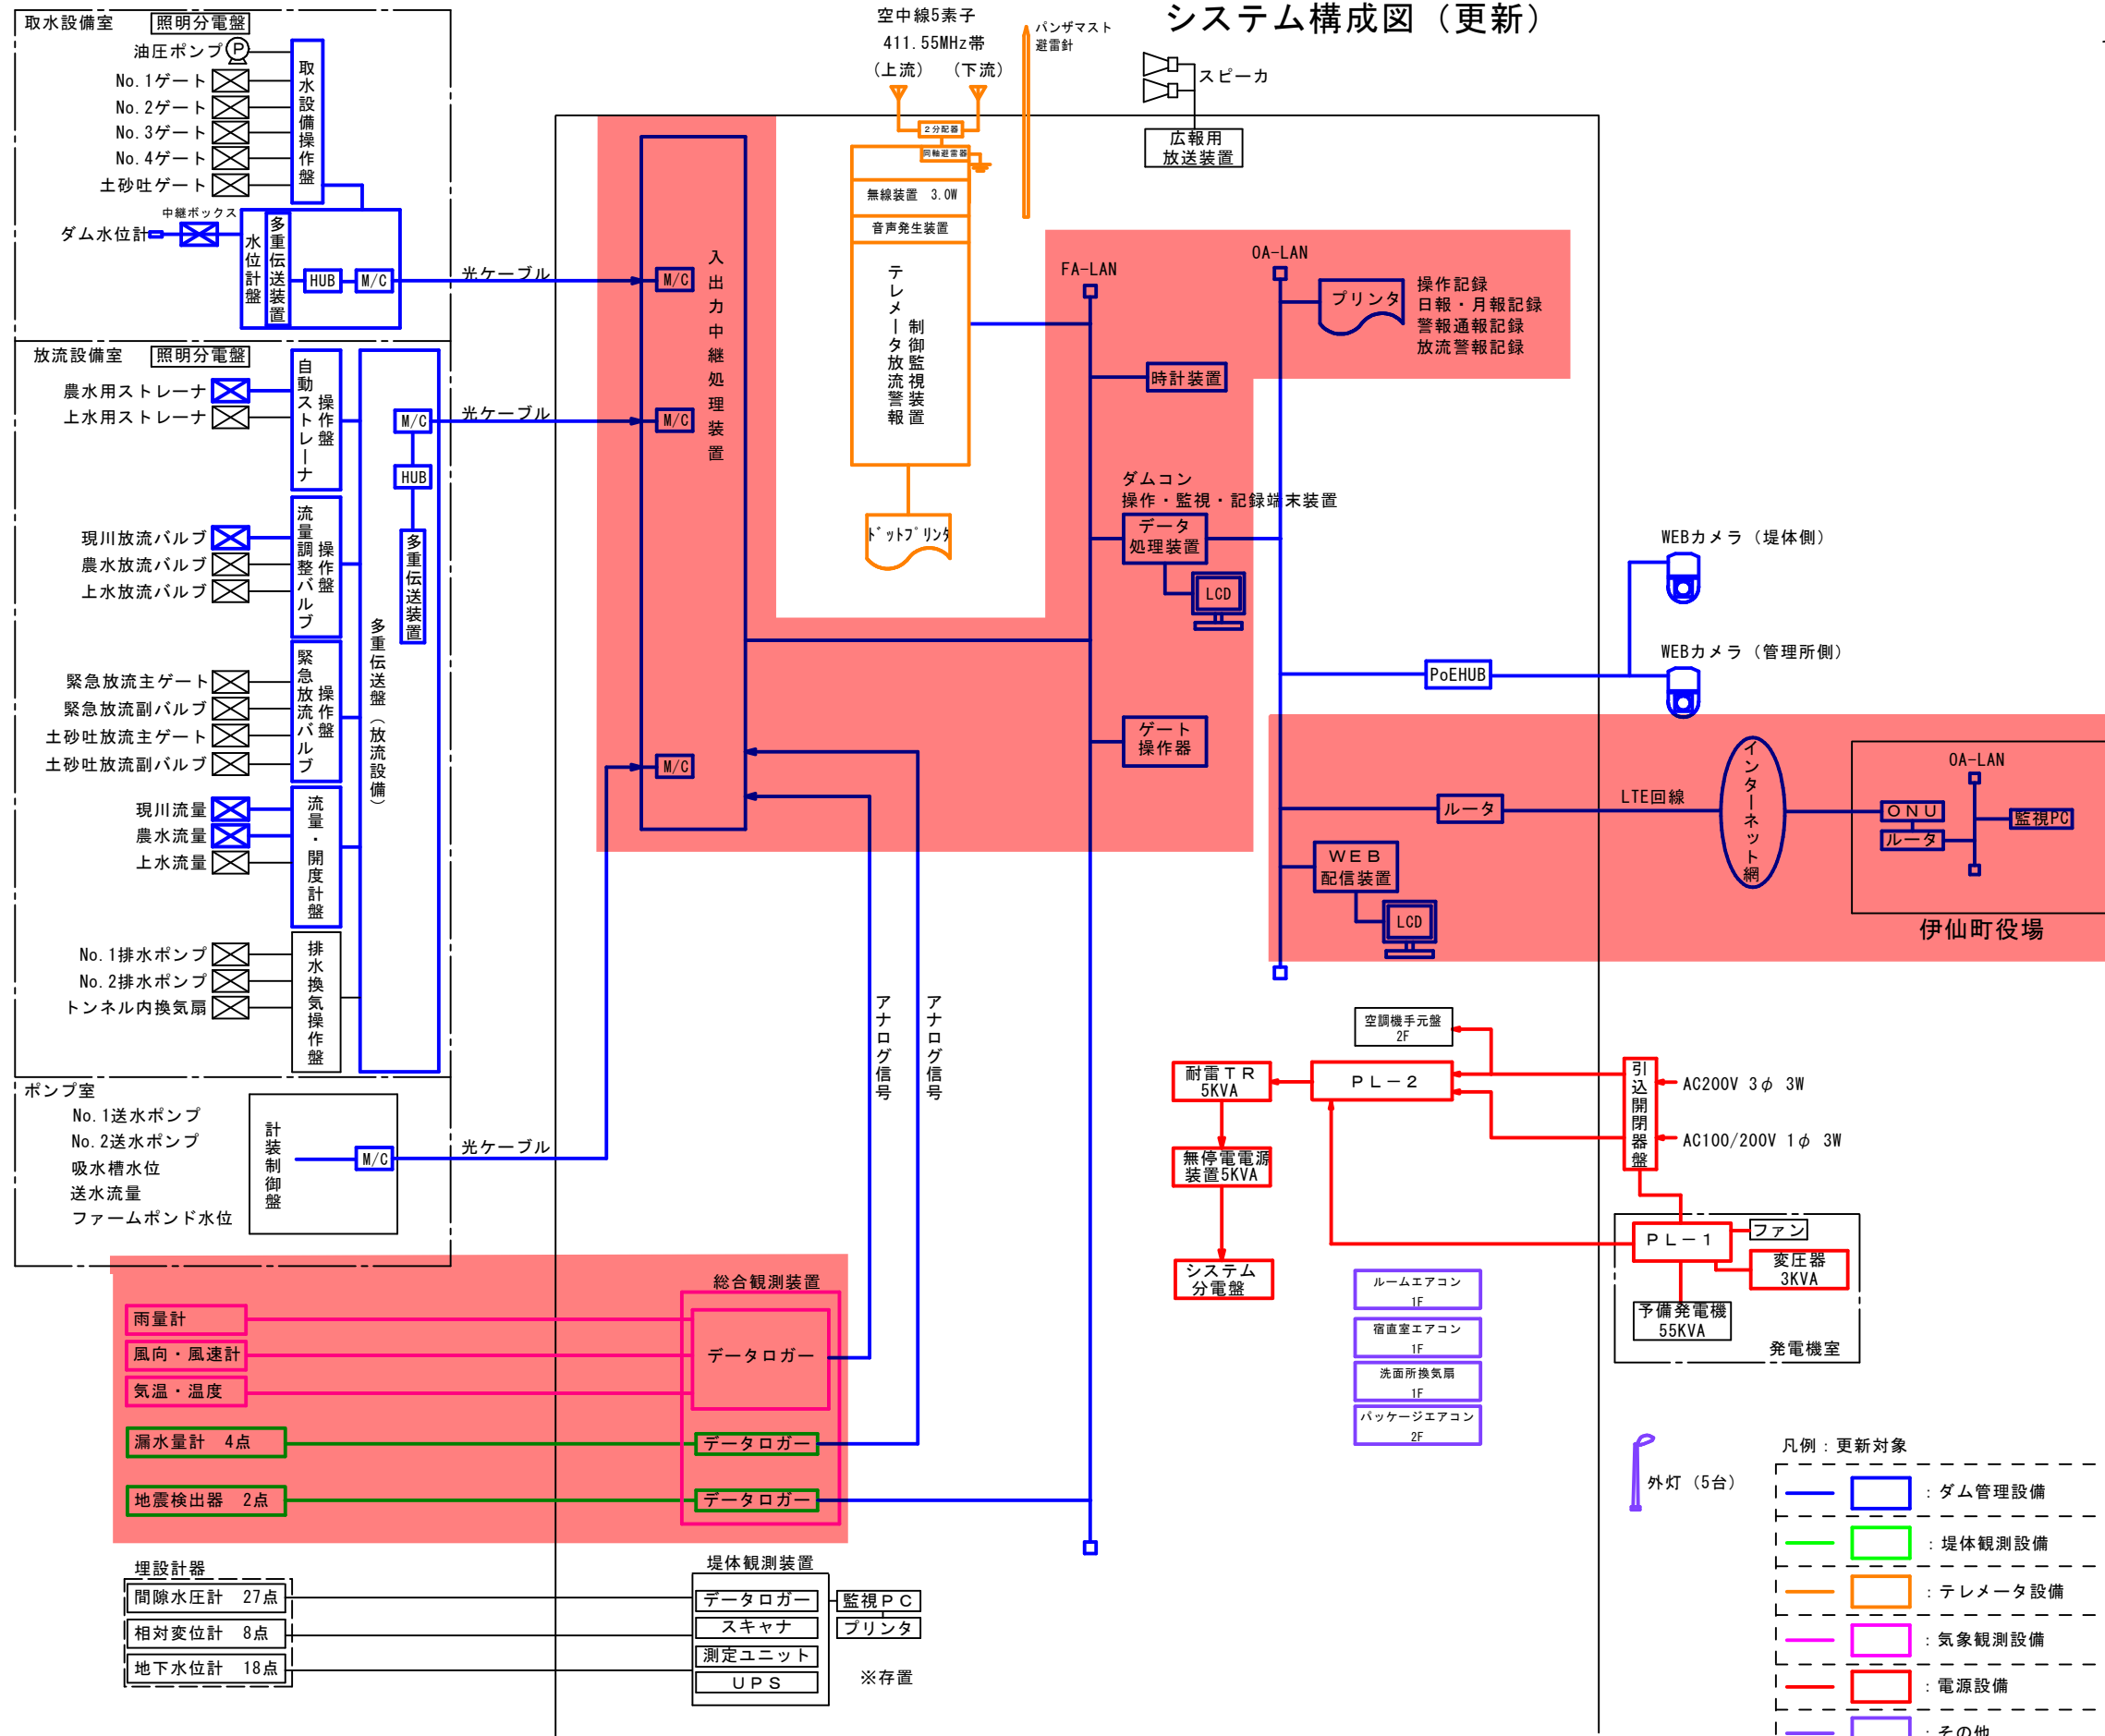 システム構成図（更新）
取水設備室
照明分電盤
油圧ポンプ
P
No.1ゲート
No.2ゲート
No.3ゲート
No.4ゲート
土砂吐ゲート
取水設備操作盤
中継ボックス
ダム水位計
水位計盤
多重伝送装置
HUB
M/C
光ケーブル
放流設備室
照明分電盤
農水用ストレーナ
上水用ストレーナ
自動ストレーナ
操作盤
現川放流バルブ
農水放流バルブ
上水放流バルブ
流量調整バルブ
操作盤
緊急放流主ゲート
緊急放流副バルブ
土砂吐放流主ゲート
土砂吐放流副バルブ
緊急放流バルブ
操作盤
現川流量
農水流量
上水流量
流量・開度計盤
No.1排水ポンプ
No.2排水ポンプ
トンネル内換気扇
排水換気操作盤
多重伝送盤（放流設備）
M/C
HUB
多重伝送装置
光ケーブル
ポンプ室
No.1送水ポンプ
No.2送水ポンプ
吸水槽水位
送水流量
ファームポンド水位
計装制御盤
M/C
光ケーブル
空中線5素子
411.55MHz帯
（上流）
（下流）
パンザマスト
避雷針
2分配器
同軸避雷器
無線装置 3.0W
音声発生装置
テレメータ放流警報
制御監視装置
ドットプリンタ
スピーカ
広報用
放送装置
入出力中継処理装置
M/C
M/C
M/C
FA-LAN
OA-LAN
プリンタ
操作記録
日報・月報記録
警報通報記録
放流警報記録
時計装置
ダムコン
操作・監視・記録端末装置
データ
処理装置
LCD
ゲート
操作器
WEBカメラ（堤体側）
WEBカメラ（管理所側）
PoEHUB
ルータ
LTE回線
インターネット網
OA-LAN
ONU
ルータ
監視PC
伊仙町役場
WEB
配信装置
LCD
アナログ信号
アナログ信号
空調機手元盤
2F
耐雷TR
5KVA
PL－2
引込開閉器盤
AC200V 3φ 3W
AC100/200V 1φ 3W
無停電電源
装置5KVA
システム
分電盤
PL－1
ファン
変圧器
3KVA
予備発電機
55KVA
発電機室
ルームエアコン
1F
宿直室エアコン
1F
洗面所換気扇
1F
パッケージエアコン
2F
総合観測装置
雨量計
風向・風速計
気温・温度
データロガー
漏水量計 4点
データロガー
地震検出器 2点
データロガー
埋設計器
間隙水圧計 27点
相対変位計 8点
地下水位計 18点
堤体観測装置
データロガー
スキャナ
測定ユニット
UPS
監視PC
プリンタ
※存置
外灯（5台）
凡例：更新対象
：ダム管理設備
：堤体観測設備
：テレメータ設備
：気象観測設備
：電源設備
：その他